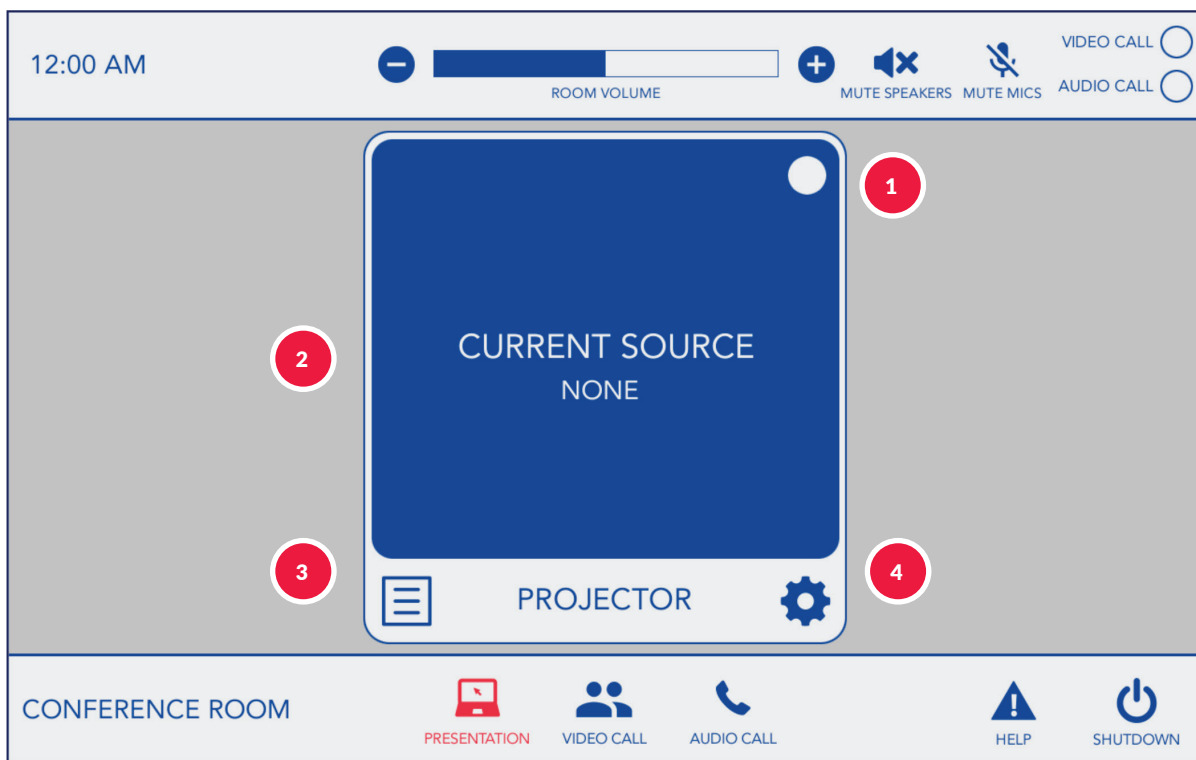 12:00 AM
ROOM VOLUME
MUTE SPEAKERS
MUTE MICS
VIDEO CALL
AUDIO CALL
1
CURRENT SOURCE
NONE
2
3
PROJECTOR
4
CONFERENCE ROOM
PRESENTATION
VIDEO CALL
AUDIO CALL
HELP
SHUTDOWN